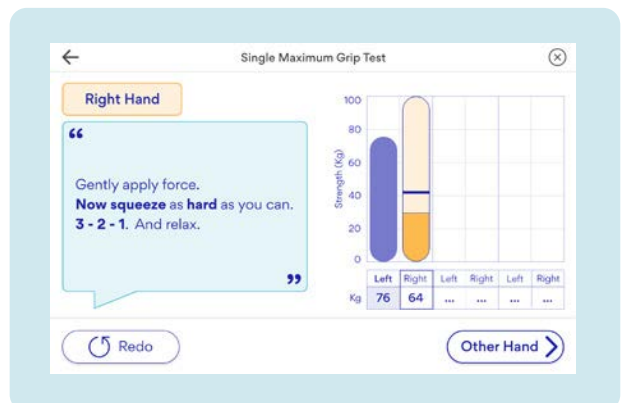 Single Maximum Grip Test
Right Hand
“
Gently apply force.
Now squeeze as hard as you can.
3 - 2 - 1. And relax.
”
Strength (Kg)
100
80
60
40
20
0
Left Right Left Right Left Right
Kg 76 64 ... ... ... ...
Redo
Other Hand